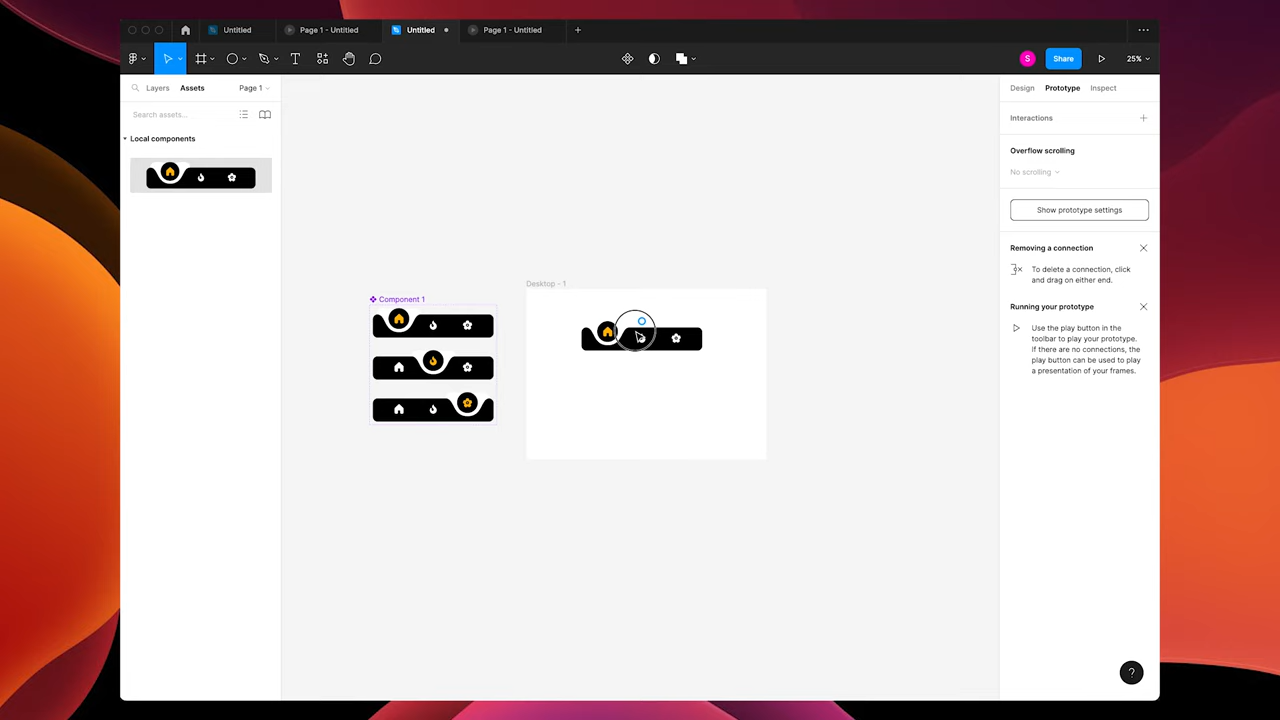 Untitled
Page 1 - Untitled
Untitled
Page 1 - Untitled
S
Share
25%
Layers
Assets
Page 1
Search assets...
Local components
Component 1
Desktop - 1
Design
Prototype
Inspect
Interactions
Overflow scrolling
No scrolling
Show prototype settings
Removing a connection
To delete a connection, click
and drag on either end.
Running your prototype
Use the play button in the
toolbar to play your prototype.
If there are no connections, the
play button can be used to play
a presentation of your frames.
?